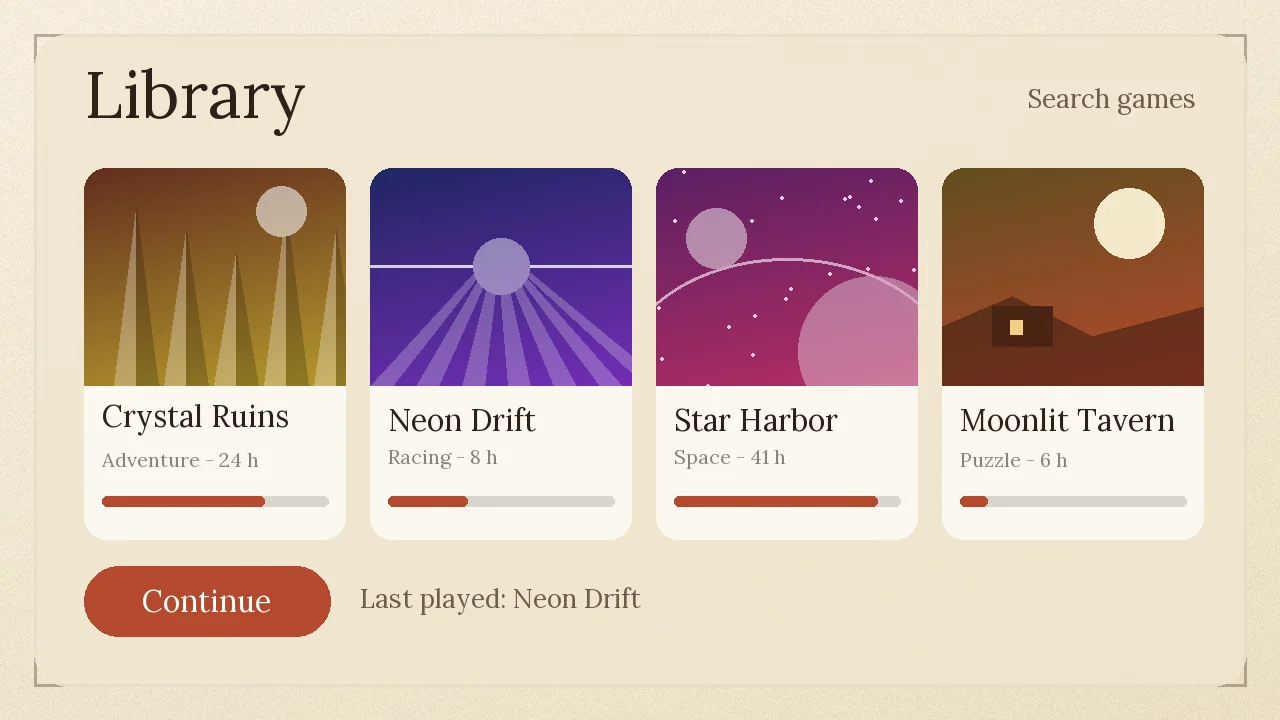 Library
Search games
Crystal Ruins
Adventure - 24 h
Neon Drift
Racing - 8 h
Star Harbor
Space - 41 h
Moonlit Tavern
Puzzle - 6 h
Continue
Last played: Neon Drift